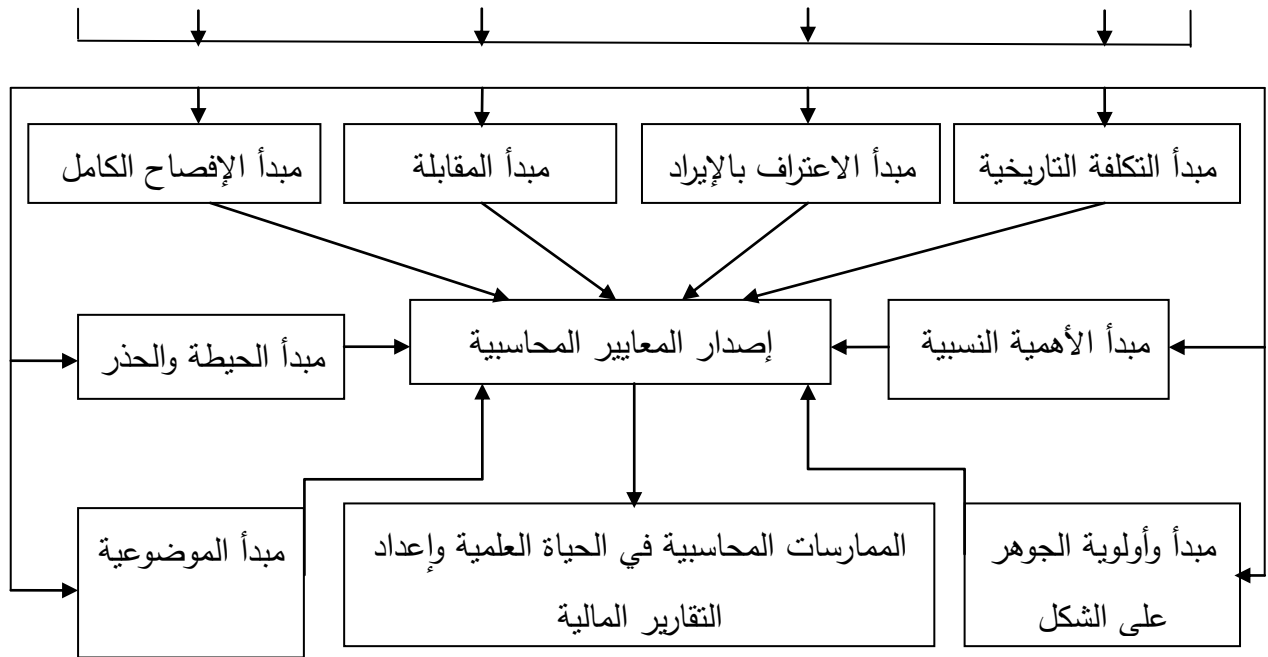 مبدأ التكلفة التاريخية
مبدأ الاعتراف بالإيراد
مبدأ المقابلة
مبدأ الإفصاح الكامل
مبدأ الأهمية النسبية
إصدار المعايير المحاسبية
مبدأ الحيطة والحذر
مبدأ وأولوية الجوهر
على الشكل
الممارسات المحاسبية في الحياة العلمية وإعداد
التقارير المالية
مبدأ الموضوعية